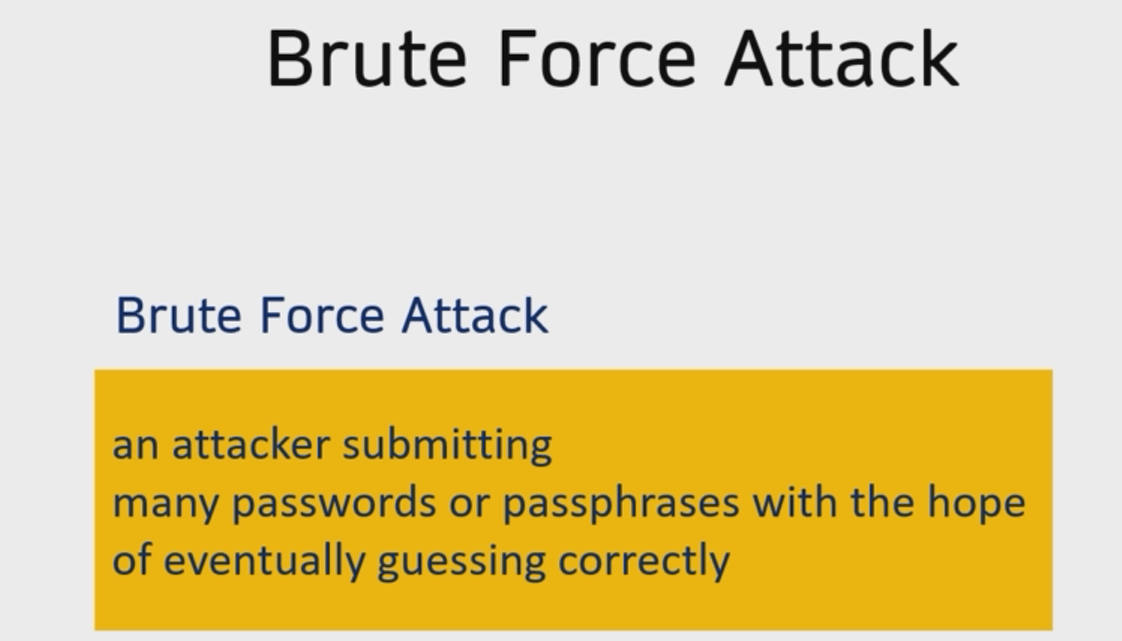 Brute Force Attack
Brute Force Attack
an attacker submitting
many passwords or passphrases with the hope
of eventually guessing correctly